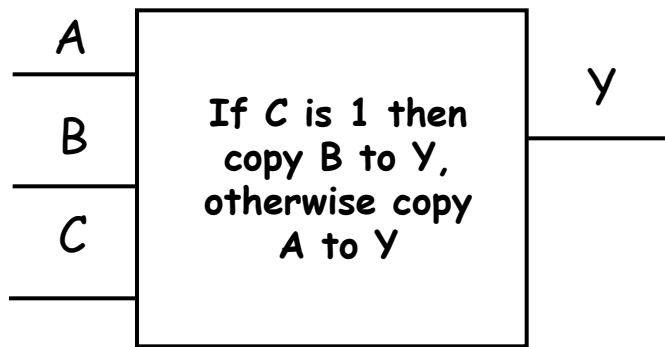 A
B
C
If C is 1 then
copy B to Y,
otherwise copy
A to Y
Y